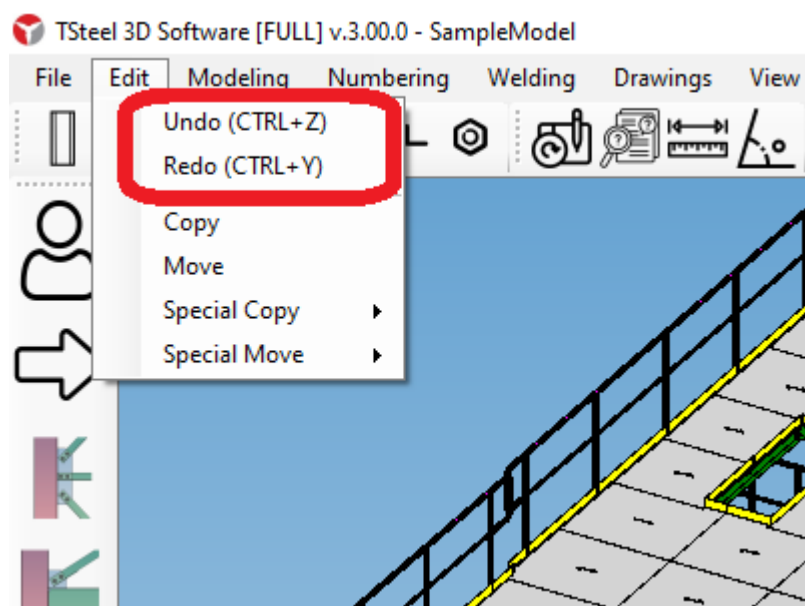 TSteel 3D Software [FULL] v.3.00.0 - SampleModel
File Edit Modeling Numbering Welding Drawings View
Undo (CTRL+Z)
Redo (CTRL+Y)
Copy
Move
Special Copy
Special Move